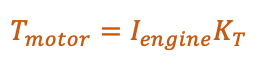 T_motor = I_engine K_T